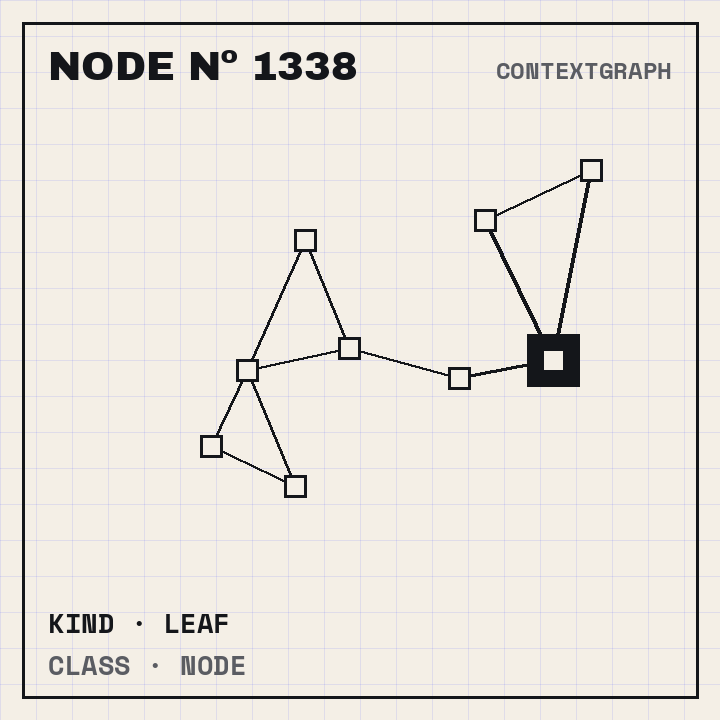 NODE Nº 1338
CONTEXTGRAPH
KIND · LEAF
CLASS · NODE